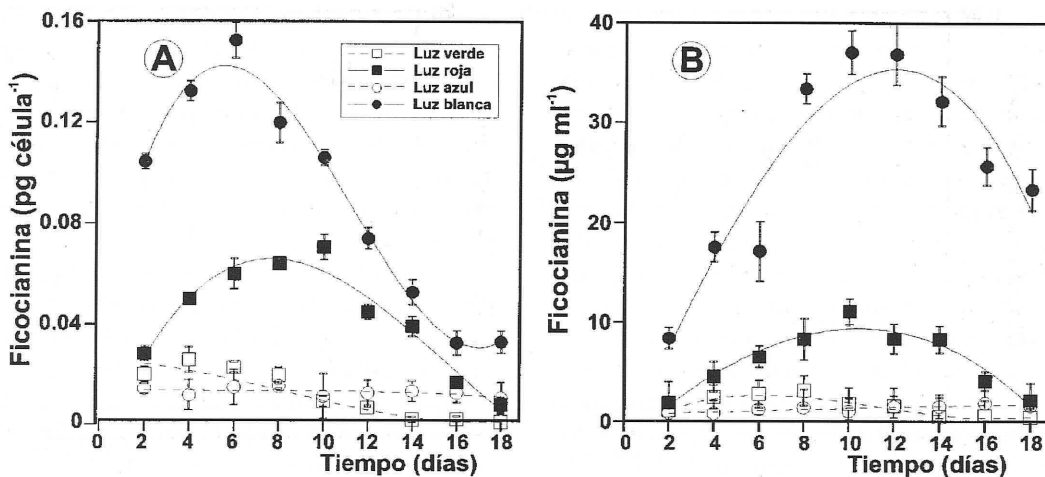 A
Luz verde
Luz roja
Luz azul
Luz blanca
Ficocianina (pg célula⁻¹)
0.16
0.12
0.08
0.04
0
0 2 4 6 8 10 12 14 16 18
Tiempo (días)
B
Ficocianina (µg ml⁻¹)
40
30
20
10
0
0 2 4 6 8 10 12 14 16 18
Tiempo (días)